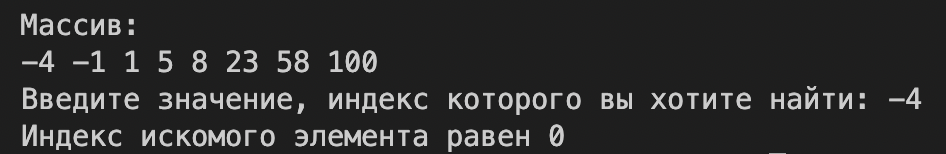 Массив:
-4 -1 1 5 8 23 58 100
Введите значение, индекс которого вы хотите найти: -4
Индекс искомого элемента равен 0